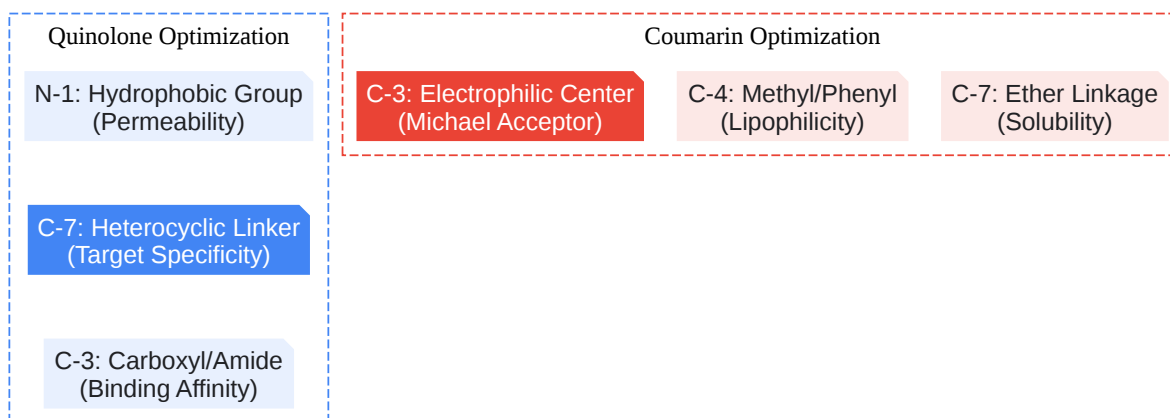 Quinolone Optimization
N-1: Hydrophobic Group
(Permeability)
C-7: Heterocyclic Linker
(Target Specificity)
C-3: Carboxyl/Amide
(Binding Affinity)
Coumarin Optimization
C-3: Electrophilic Center
(Michael Acceptor)
C-4: Methyl/Phenyl
(Lipophilicity)
C-7: Ether Linkage
(Solubility)